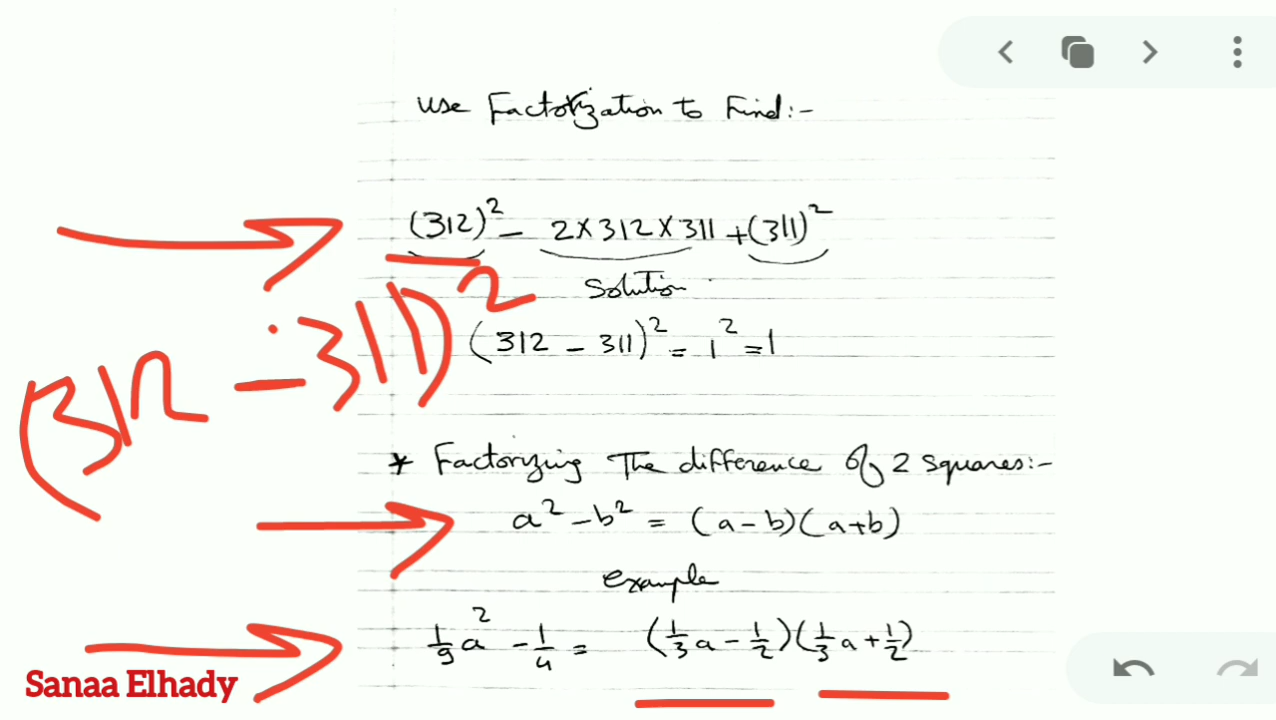 Use Factorization to Find:-
(312)² - 2×312×311 + (311)²
Solution
(312 - 311)² = 1² = 1
(312 - 311)²
* Factorizing The difference of 2 squares:-
a² - b² = (a - b)(a + b)
example
1/9 a² - 1/4 = (1/3 a - 1/2)(1/3 a + 1/2)
Sanaa Elhady